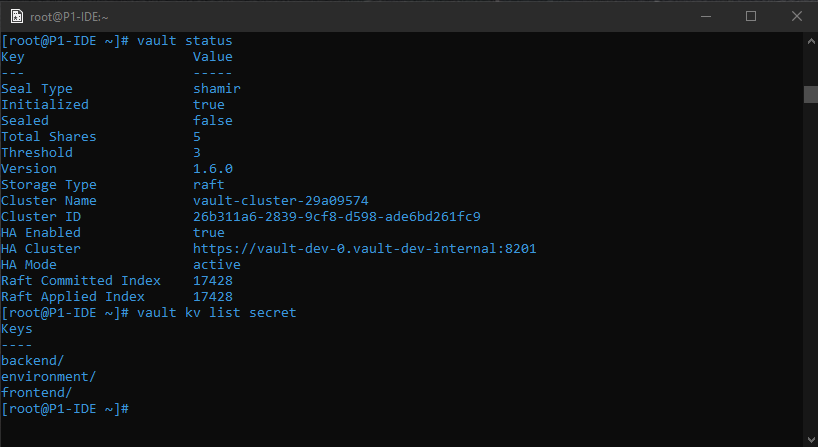 root@P1-IDE:~
[root@P1-IDE ~]# vault status
Key                     Value
---                     -----
Seal Type               shamir
Initialized             true
Sealed                  false
Total Shares            5
Threshold               3
Version                 1.6.0
Storage Type            raft
Cluster Name            vault-cluster-29a09574
Cluster ID              26b311a6-2839-9cf8-d598-ade6bd261fc9
HA Enabled              true
HA Cluster              https://vault-dev-0.vault-dev-internal:8201
HA Mode                 active
Raft Committed Index    17428
Raft Applied Index      17428
[root@P1-IDE ~]# vault kv list secret
Keys
----
backend/
environment/
frontend/
[root@P1-IDE ~]#